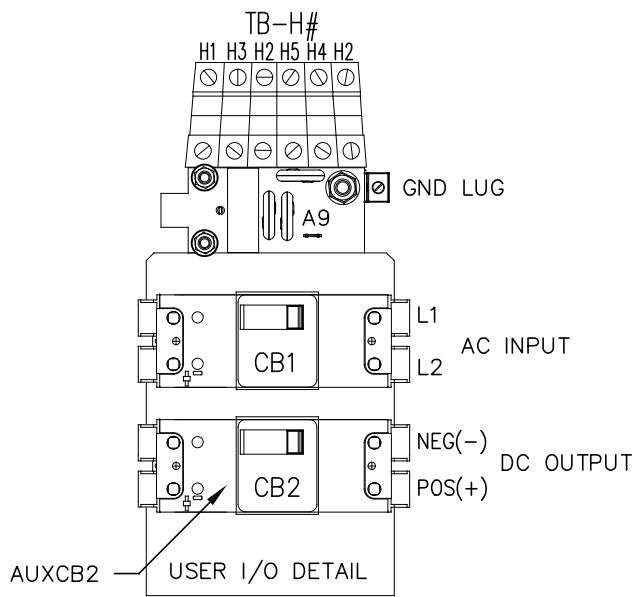 TB-H#
H1 H3 H2 H5 H4 H2
GND LUG
A9
L1
CB1
AC INPUT
L2
NEG(-)
CB2
DC OUTPUT
POS(+)
AUXCB2
USER I/O DETAIL